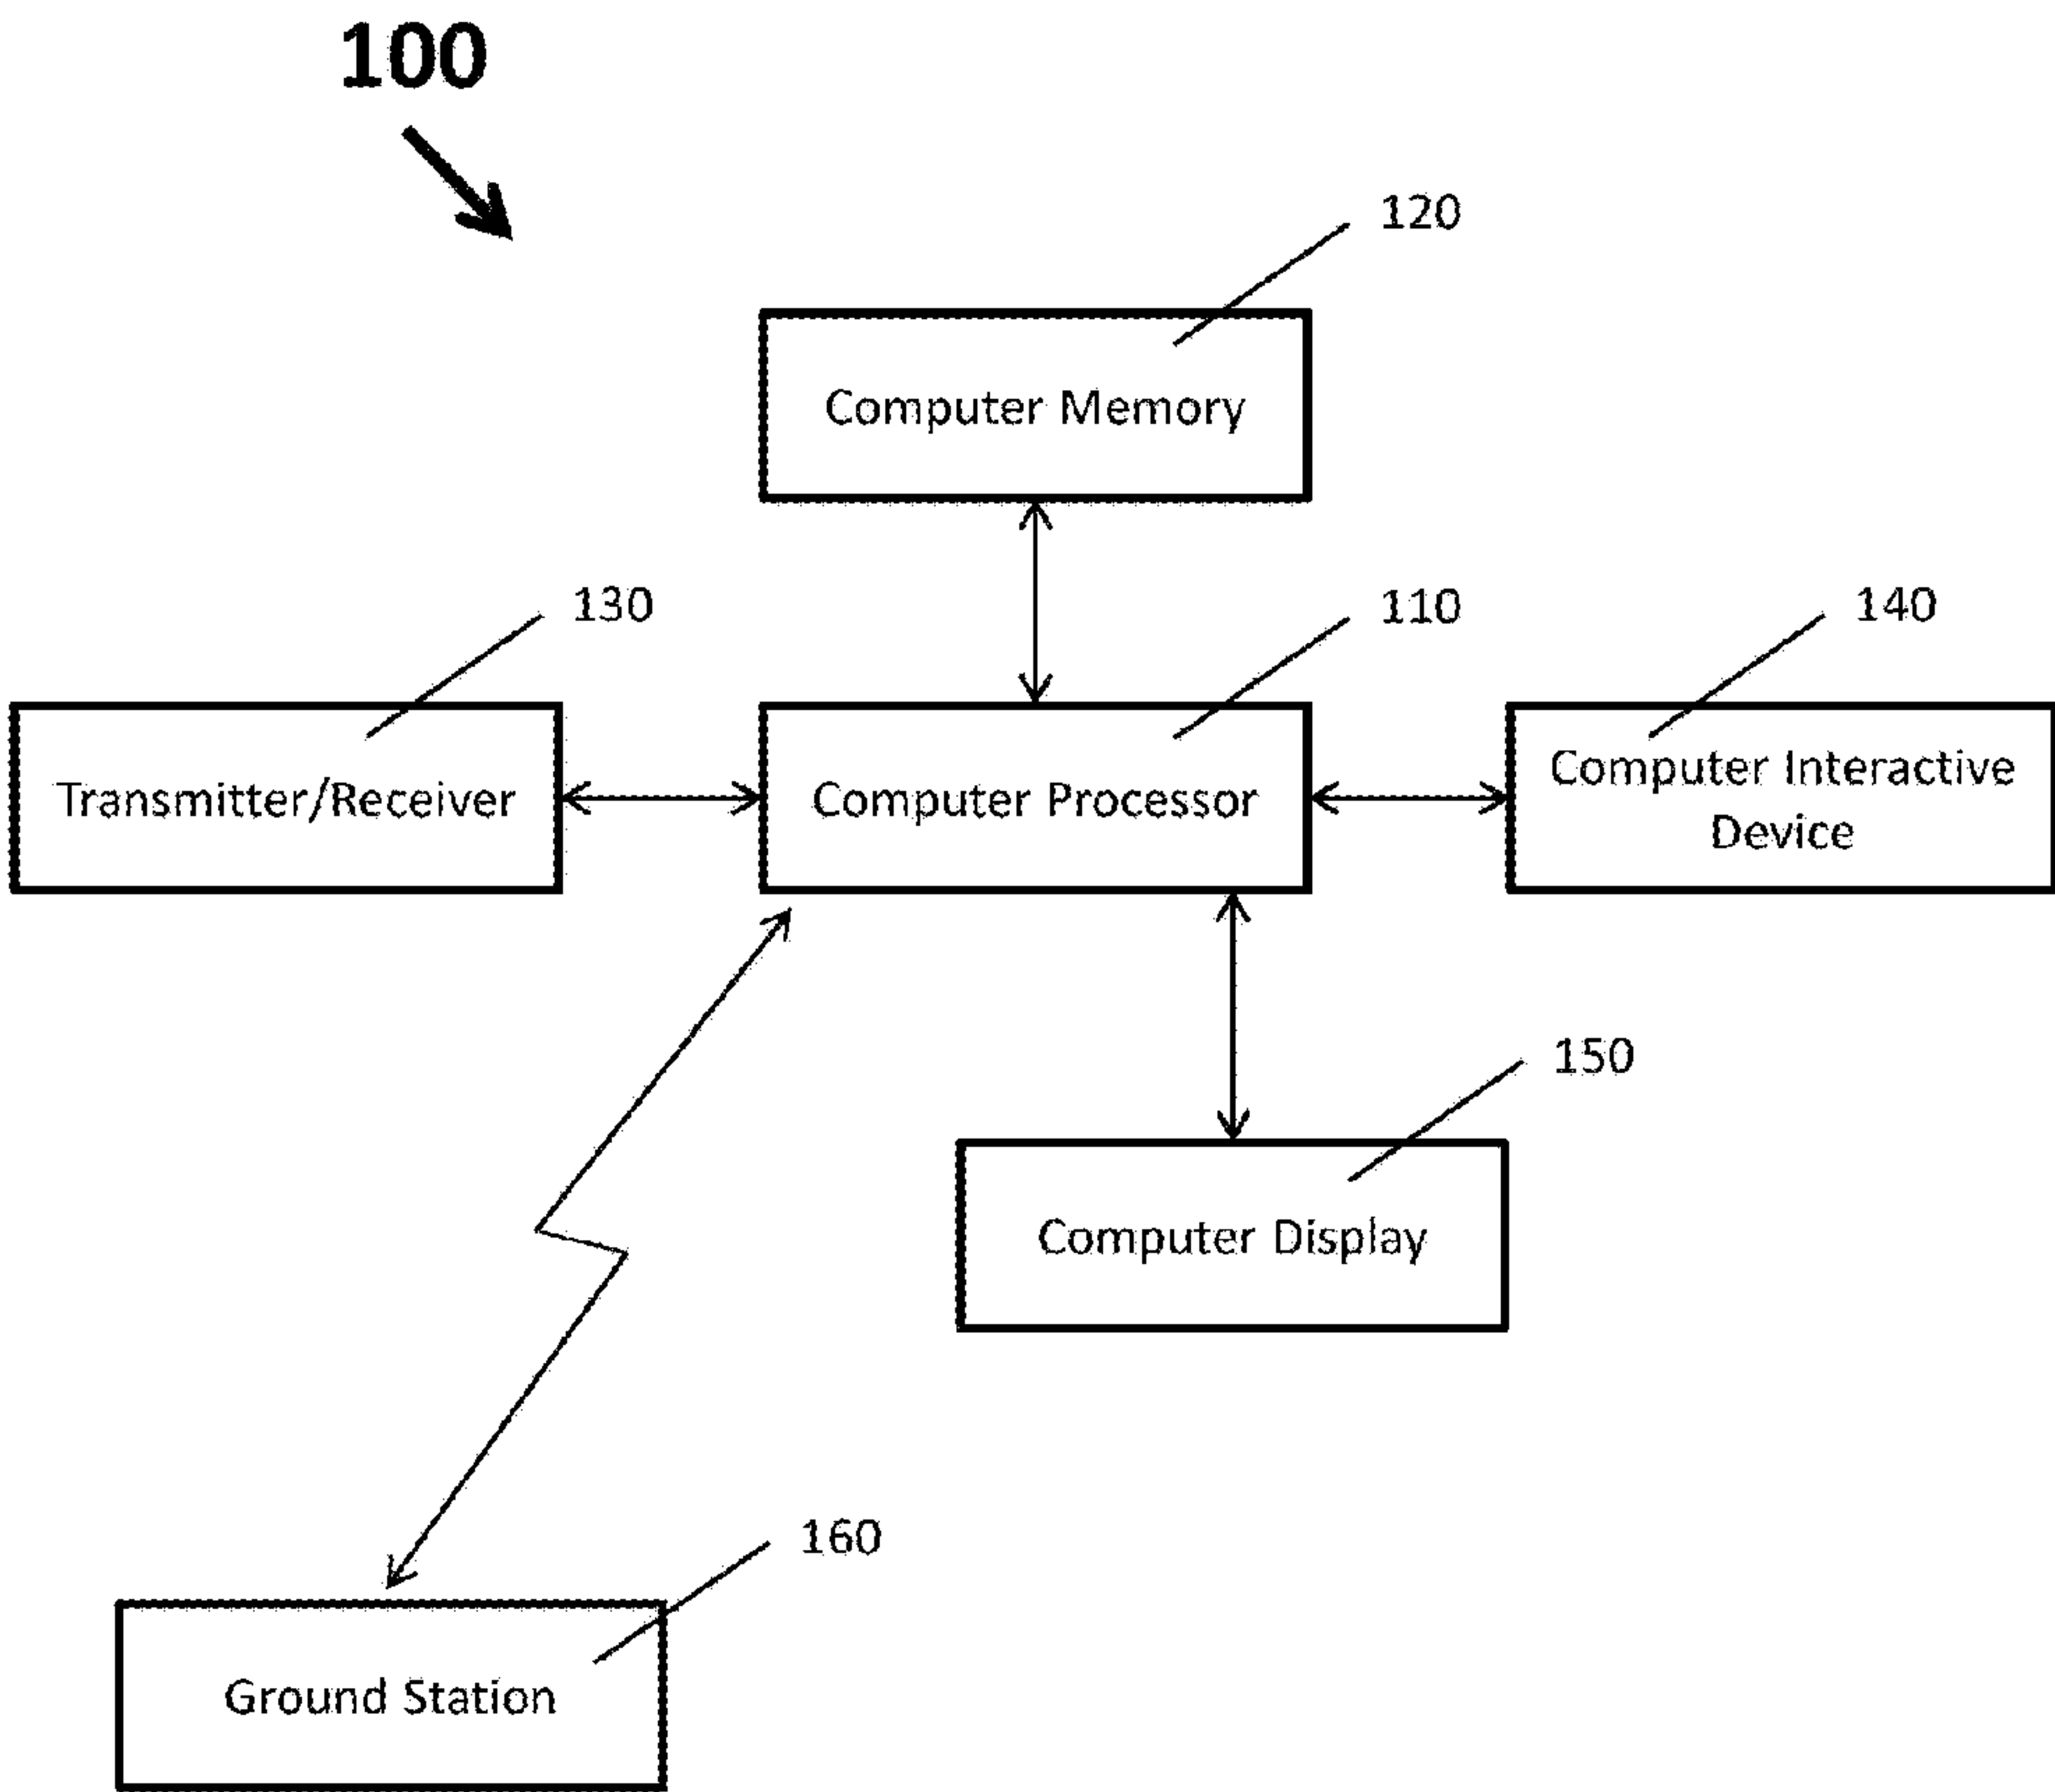 100
120
Computer Memory
130
110
140
Transmitter/Receiver
Computer Processor
Computer Interactive
Device
150
Computer Display
160
Ground Station